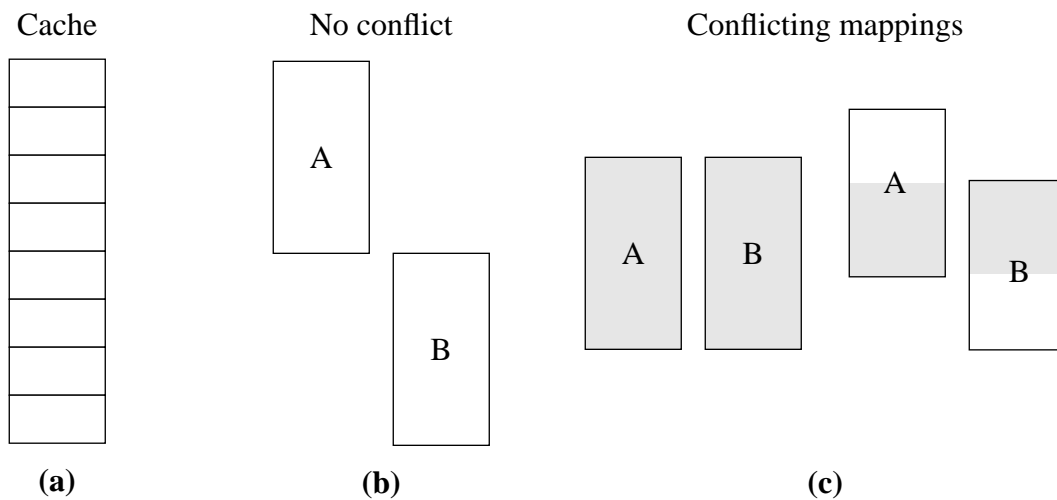 Cache
No conflict
Conflicting mappings
A
B
A
B
A
B
(a)
(b)
(c)